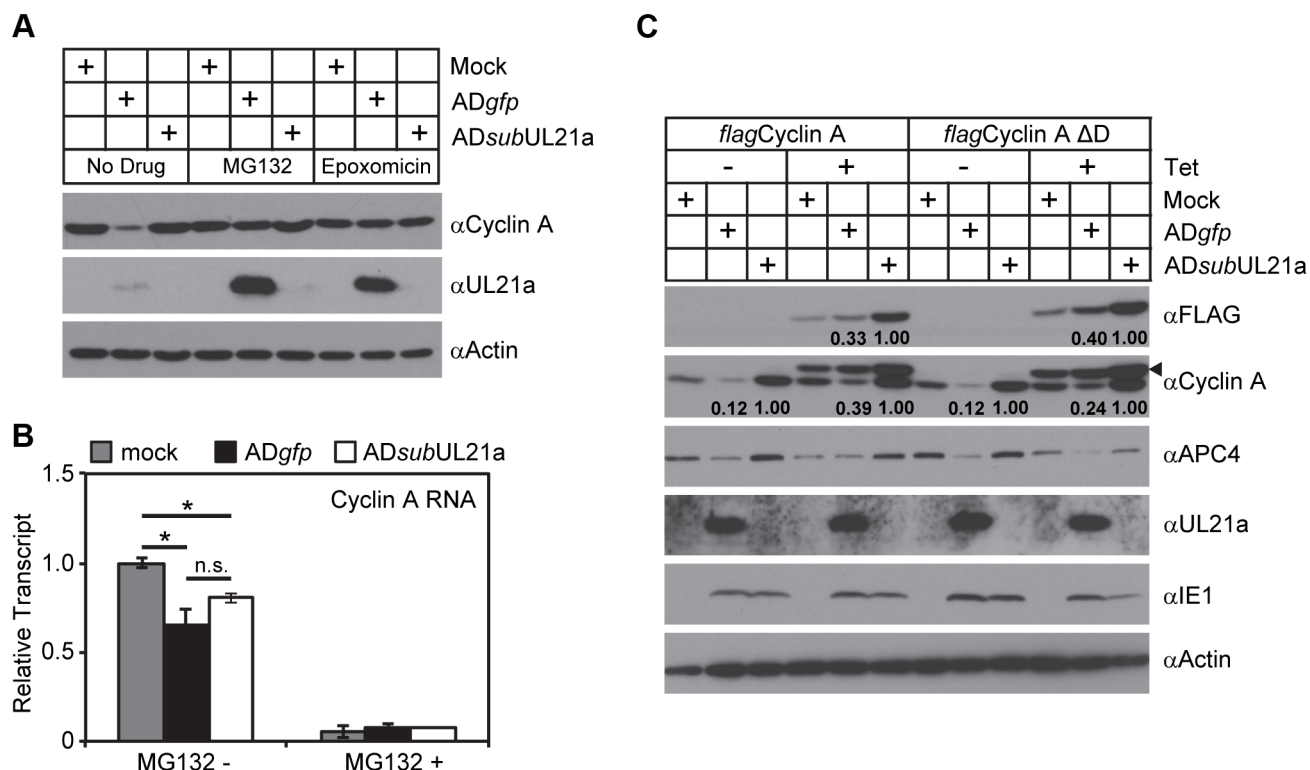 A
+ + + Mock
+ + + ADgfp
+ + + ADsubUL21a
No Drug MG132 Epoxomicin
αCyclin A
αUL21a
αActin
B
mock ADgfp ADsubUL21a
Cyclin A RNA
Relative Transcript
1.5
1.0
0.5
0
*
*
n.s.
MG132 - MG132 +
C
flagCyclin A flagCyclin A ΔD
- + - + Tet
+ + + + Mock
+ + + + ADgfp
+ + + + ADsubUL21a
αFLAG
0.33 1.00 0.40 1.00
αCyclin A
0.12 1.00 0.39 1.00 0.12 1.00 0.24 1.00
αAPC4
αUL21a
αIE1
αActin